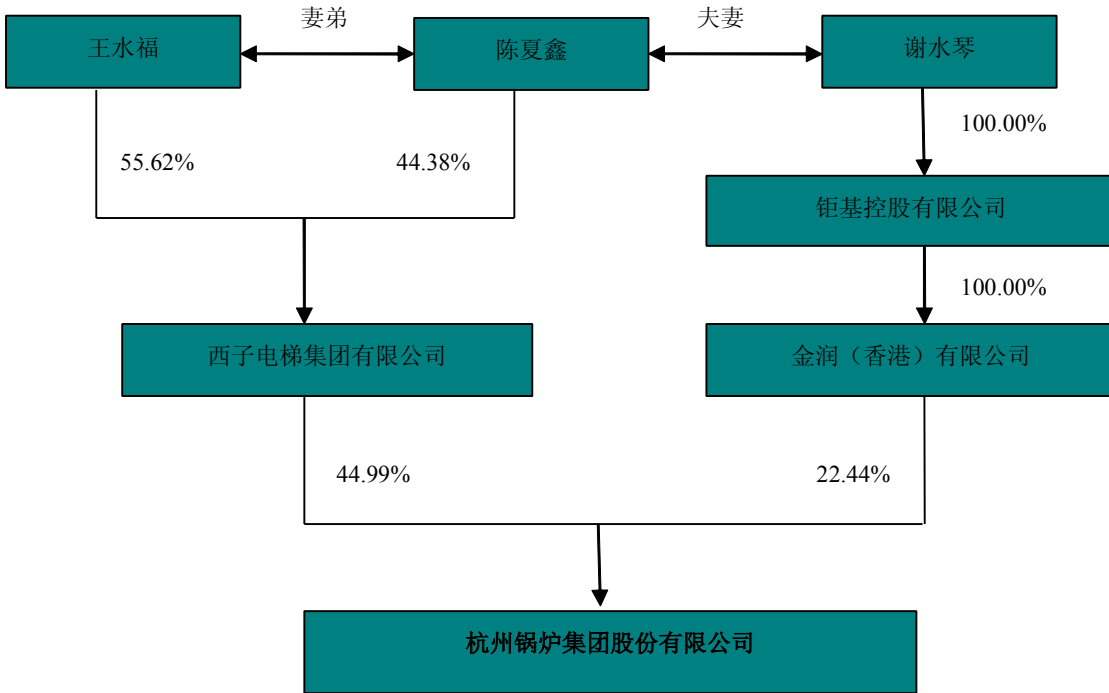 妻弟
夫妻
王水福
陈夏鑫
谢水琴
100.00%
55.62%
44.38%
钜基控股有限公司
100.00%
西子电梯集团有限公司
金润（香港）有限公司
44.99%
22.44%
杭州锅炉集团股份有限公司